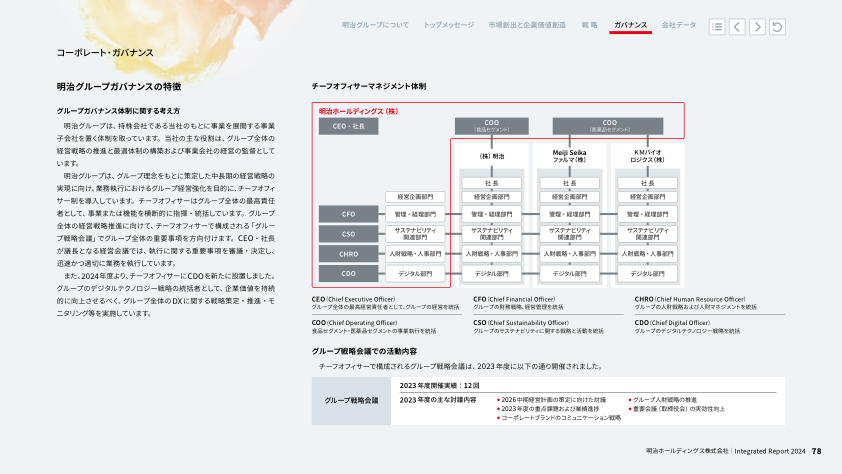 明治グループについて トップメッセージ 市場創出と企業価値創造 戦 略 ガバナンス 会社データ
コーポレート・ガバナンス
明治グループガバナンスの特徴
グループガバナンス体制に関する考え方
明治グループは、持株会社である当社のもとに事業を展開する事業
子会社を置く体制を取っています。当社の主な役割は、グループ全体の
経営戦略の推進と最適体制の構築および事業会社の経営の監督として
います。
明治グループは、グループ理念をもとに策定した中長期の経営戦略の
実現に向け、業務執行におけるグループ経営強化を目的に、チーフオフィ
サー制を導入しています。チーフオフィサーはグループ全体の最高責任
者として、事業または機能を横断的に指揮・統括しています。グループ
全体の経営戦略推進に向けて、チーフオフィサーで構成される「グルー
プ戦略会議」でグループ全体の重要事項を方向付けます。CEO・社長
が議長となる経営会議では、執行に関する重要事項を審議・決定し、
迅速かつ適切に業務を執行しています。
また、2024年度より、チーフオフィサーにCDOを新たに設置しました。
グループのデジタルテクノロジー戦略の統括者として、企業価値を持続
的に向上させるべく、グループ全体のDXに関する戦略策定・推進・モ
ニタリング等を実施しています。
チーフオフィサーマネジメント体制
明治ホールディングス（株）
CEO・社長
COO
（食品セグメント）
COO
（医薬品セグメント）
（株）明治
Meiji Seika
ファルマ（株）
KMバイオ
ロジクス（株）
社 長 社 長 社 長
経営企画部門 経営企画部門 経営企画部門 経営企画部門
CFO 管理・経理部門 管理・経理部門 管理・経理部門 管理・経理部門
CSO サステナビリティ
関連部門 サステナビリティ
関連部門 サステナビリティ
関連部門 サステナビリティ
関連部門
CHRO 人財戦略・人事部門 人財戦略・人事部門 人財戦略・人事部門 人財戦略・人事部門
CDO デジタル部門 デジタル部門 デジタル部門 デジタル部門
CEO（Chief Executive Officer）
グループ全体の最高経営責任者として、グループの経営を統括
COO（Chief Operating Officer）
食品セグメント・医薬品セグメントの事業執行を統括
CFO（Chief Financial Officer）
グループの財務戦略、経営管理を統括
CSO（Chief Sustainability Officer）
グループのサステナビリティに関する戦略と活動を統括
CHRO（Chief Human Resource Officer）
グループの人財戦略および人財マネジメントを統括
CDO（Chief Digital Officer）
グループのデジタルテクノロジー戦略を統括
グループ戦略会議での活動内容
チーフオフィサーで構成されるグループ戦略会議は、2023年度に以下の通り開催されました。
グループ戦略会議
2023年度開催実績：12回
2023年度の主な討議内容
● 2026中期経営計画の策定に向けた討議
● 2023年度の重点課題および業績進捗
● コーポレートブランドのコミュニケーション戦略
● グループ人財戦略の推進
● 重要会議（取締役会）の実効性向上
明治ホールディングス株式会社｜Integrated Report 2024 78